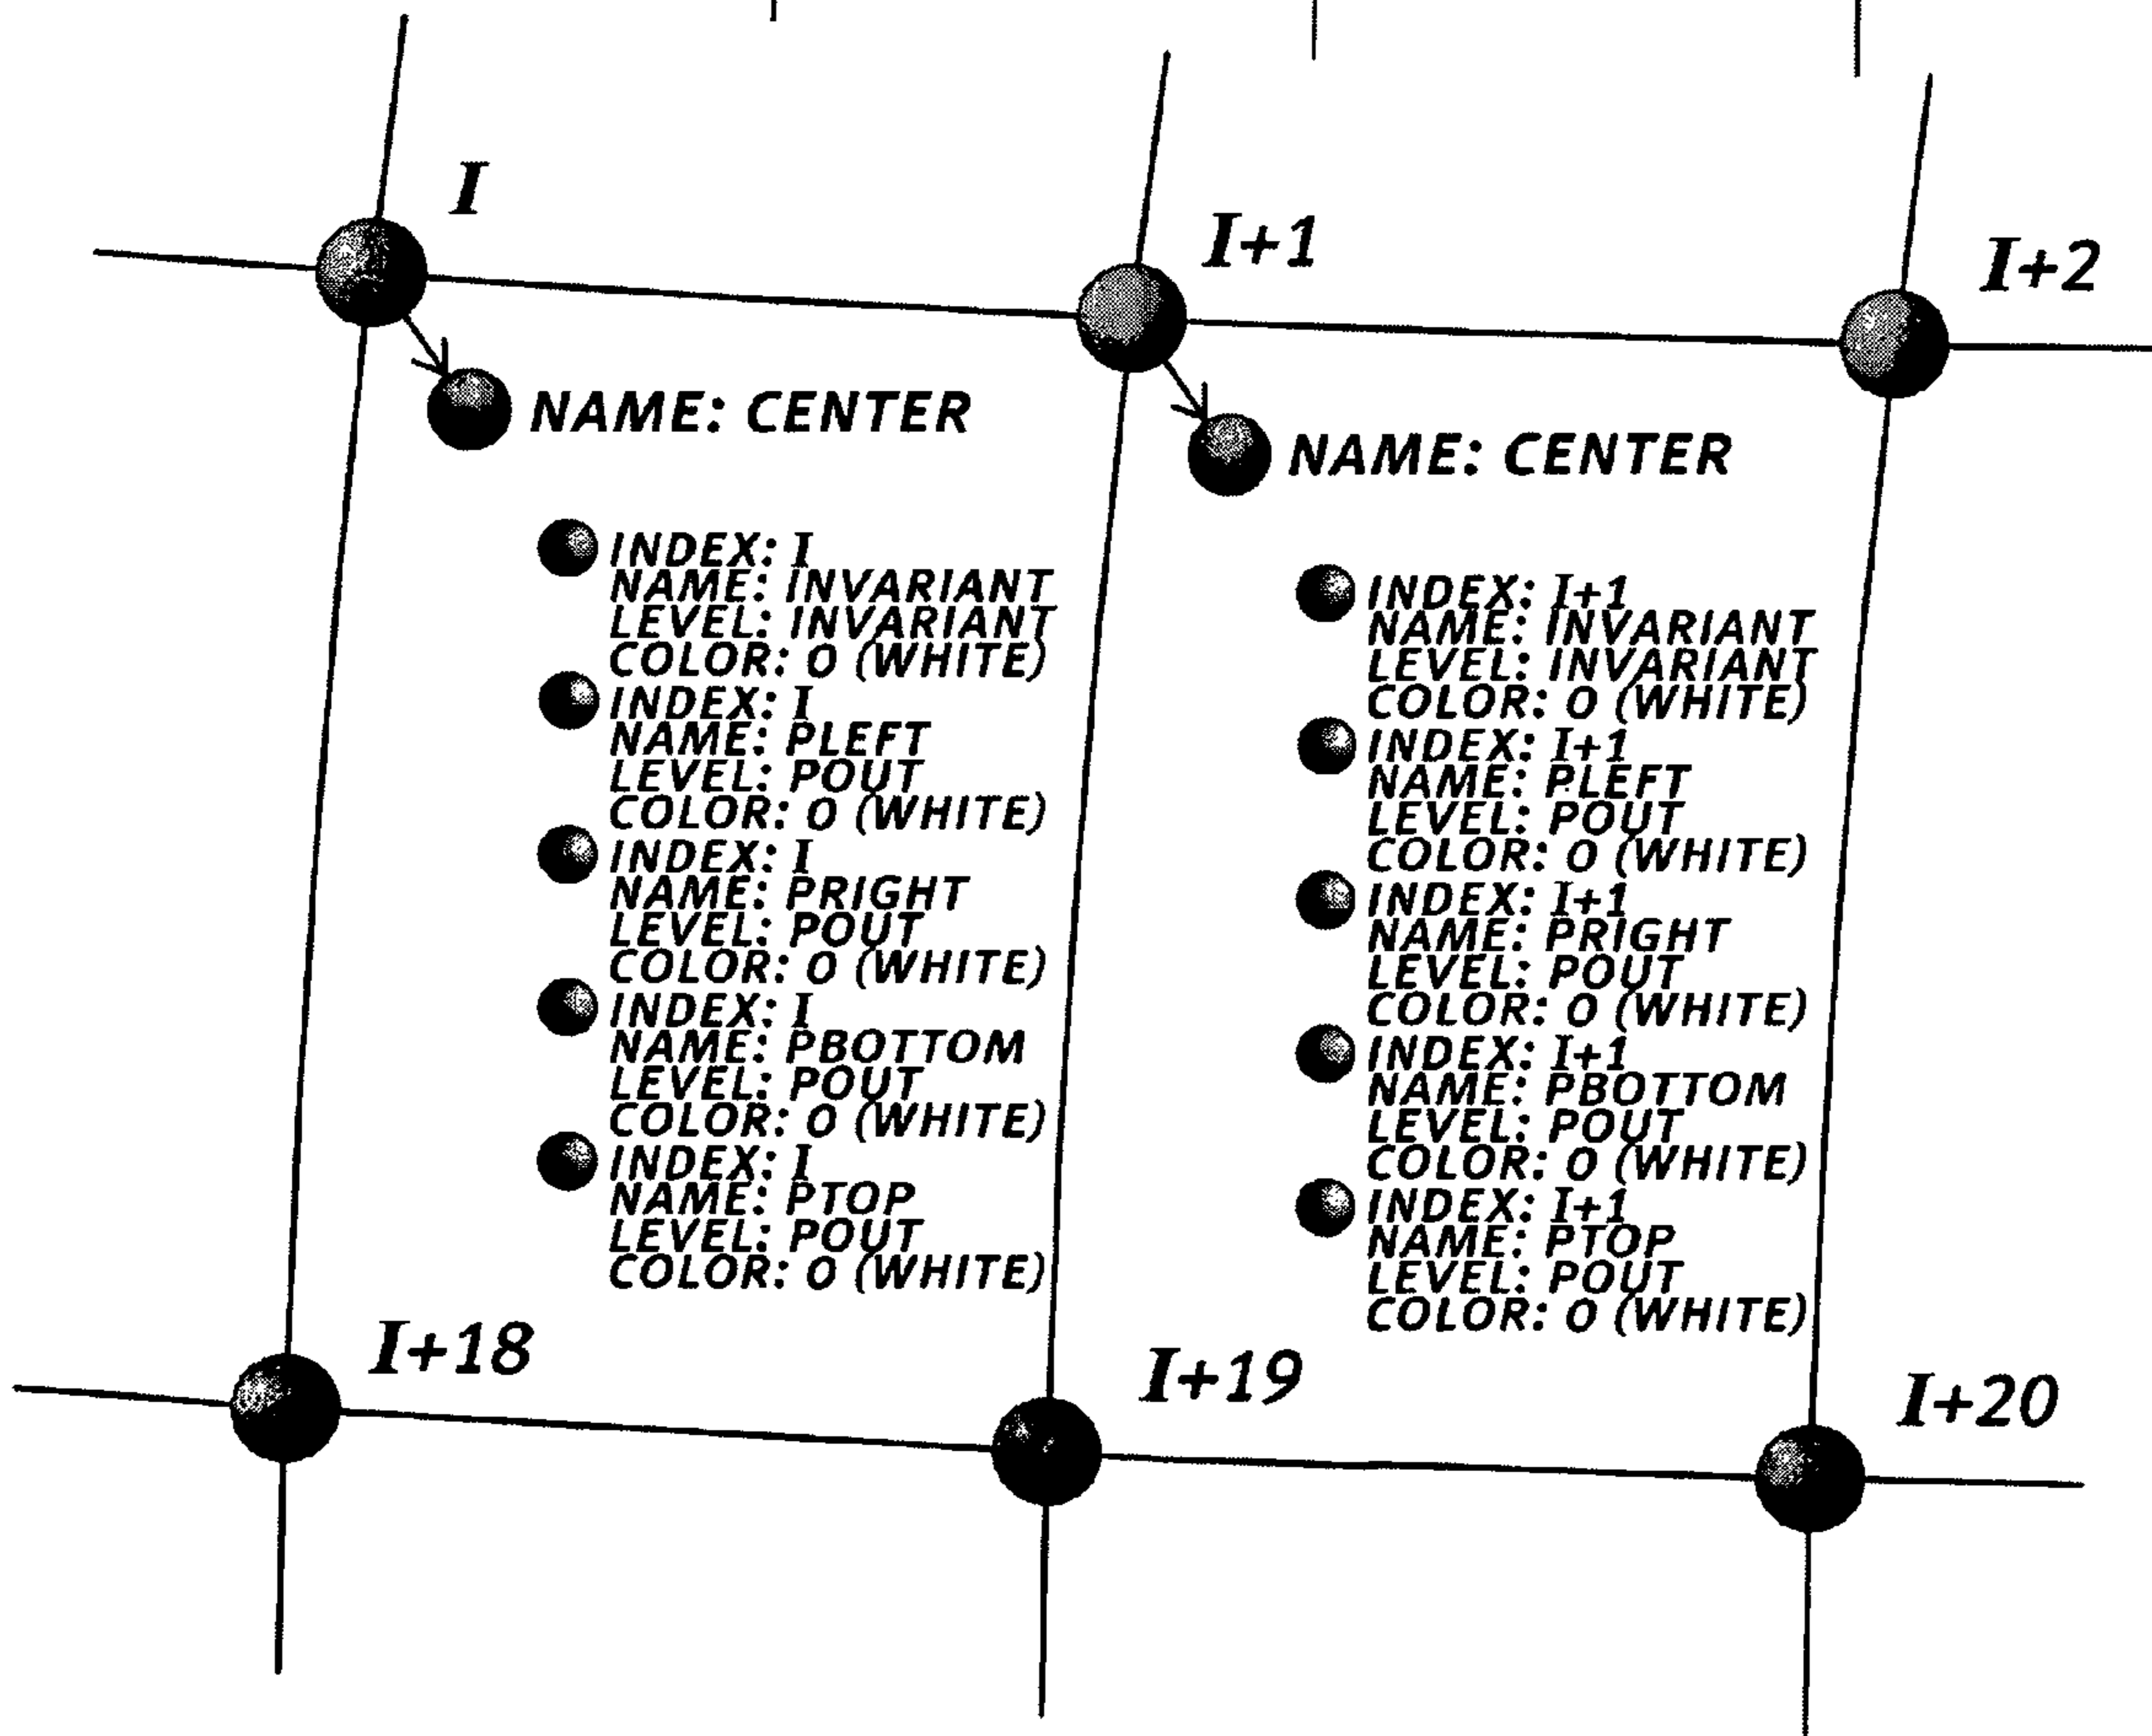 I
I+1
I+2
NAME: CENTER
NAME: CENTER
INDEX: I
NAME: INVARIANT
LEVEL: INVARIANT
COLOR: 0 (WHITE)
INDEX: I
NAME: PLEFT
LEVEL: POUT
COLOR: 0 (WHITE)
INDEX: I
NAME: PRIGHT
LEVEL: POUT
COLOR: 0 (WHITE)
INDEX: I
NAME: PBOTTOM
LEVEL: POUT
COLOR: 0 (WHITE)
INDEX: I
NAME: PTOP
LEVEL: POUT
COLOR: 0 (WHITE)
INDEX: I+1
NAME: INVARIANT
LEVEL: INVARIANT
COLOR: 0 (WHITE)
INDEX: I+1
NAME: PLEFT
LEVEL: POUT
COLOR: 0 (WHITE)
INDEX: I+1
NAME: PRIGHT
LEVEL: POUT
COLOR: 0 (WHITE)
INDEX: I+1
NAME: PBOTTOM
LEVEL: POUT
COLOR: 0 (WHITE)
INDEX: I+1
NAME: PTOP
LEVEL: POUT
COLOR: 0 (WHITE)
I+18
I+19
I+20